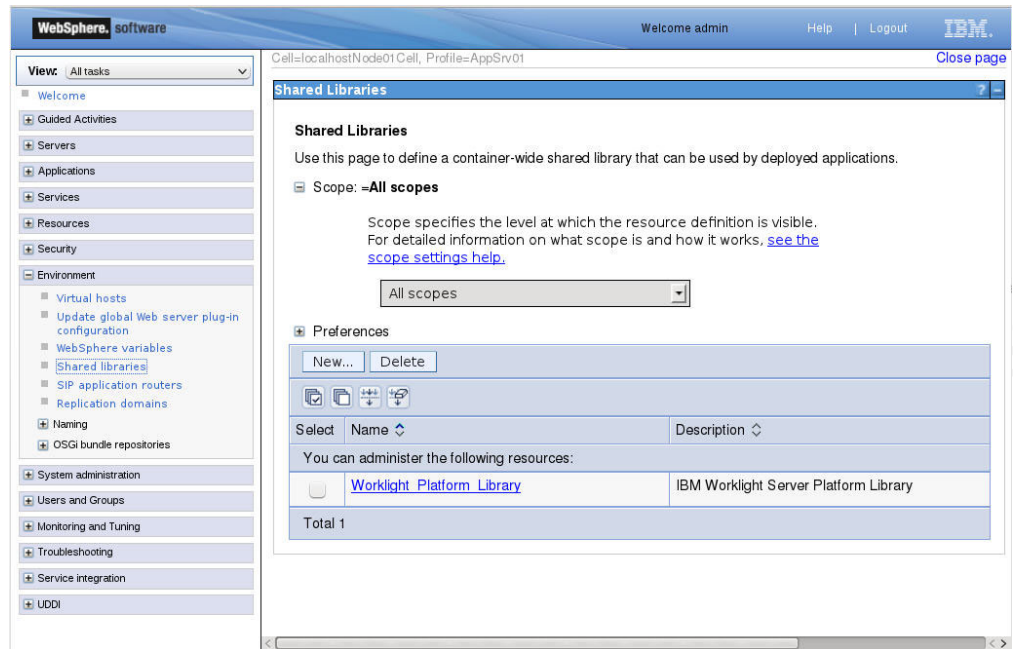 WebSphere. software
Welcome admin
Help | Logout
IBM.
View: All tasks
Welcome
Guided Activities
Servers
Applications
Services
Resources
Security
Environment
Virtual hosts
Update global Web server plug-in
configuration
WebSphere variables
Shared libraries
SIP application routers
Replication domains
Naming
OSGi bundle repositories
System administration
Users and Groups
Monitoring and Tuning
Troubleshooting
Service integration
UDDI
Cell=localhostNode01Cell, Profile=AppSrv01
Close page
Shared Libraries
? -
Shared Libraries
Use this page to define a container-wide shared library that can be used by deployed applications.
Scope: =All scopes
Scope specifies the level at which the resource definition is visible.
For detailed information on what scope is and how it works, see the
scope settings help.
All scopes
Preferences
New... Delete
Select Name Description
You can administer the following resources:
Worklight Platform Library IBM Worklight Server Platform Library
Total 1